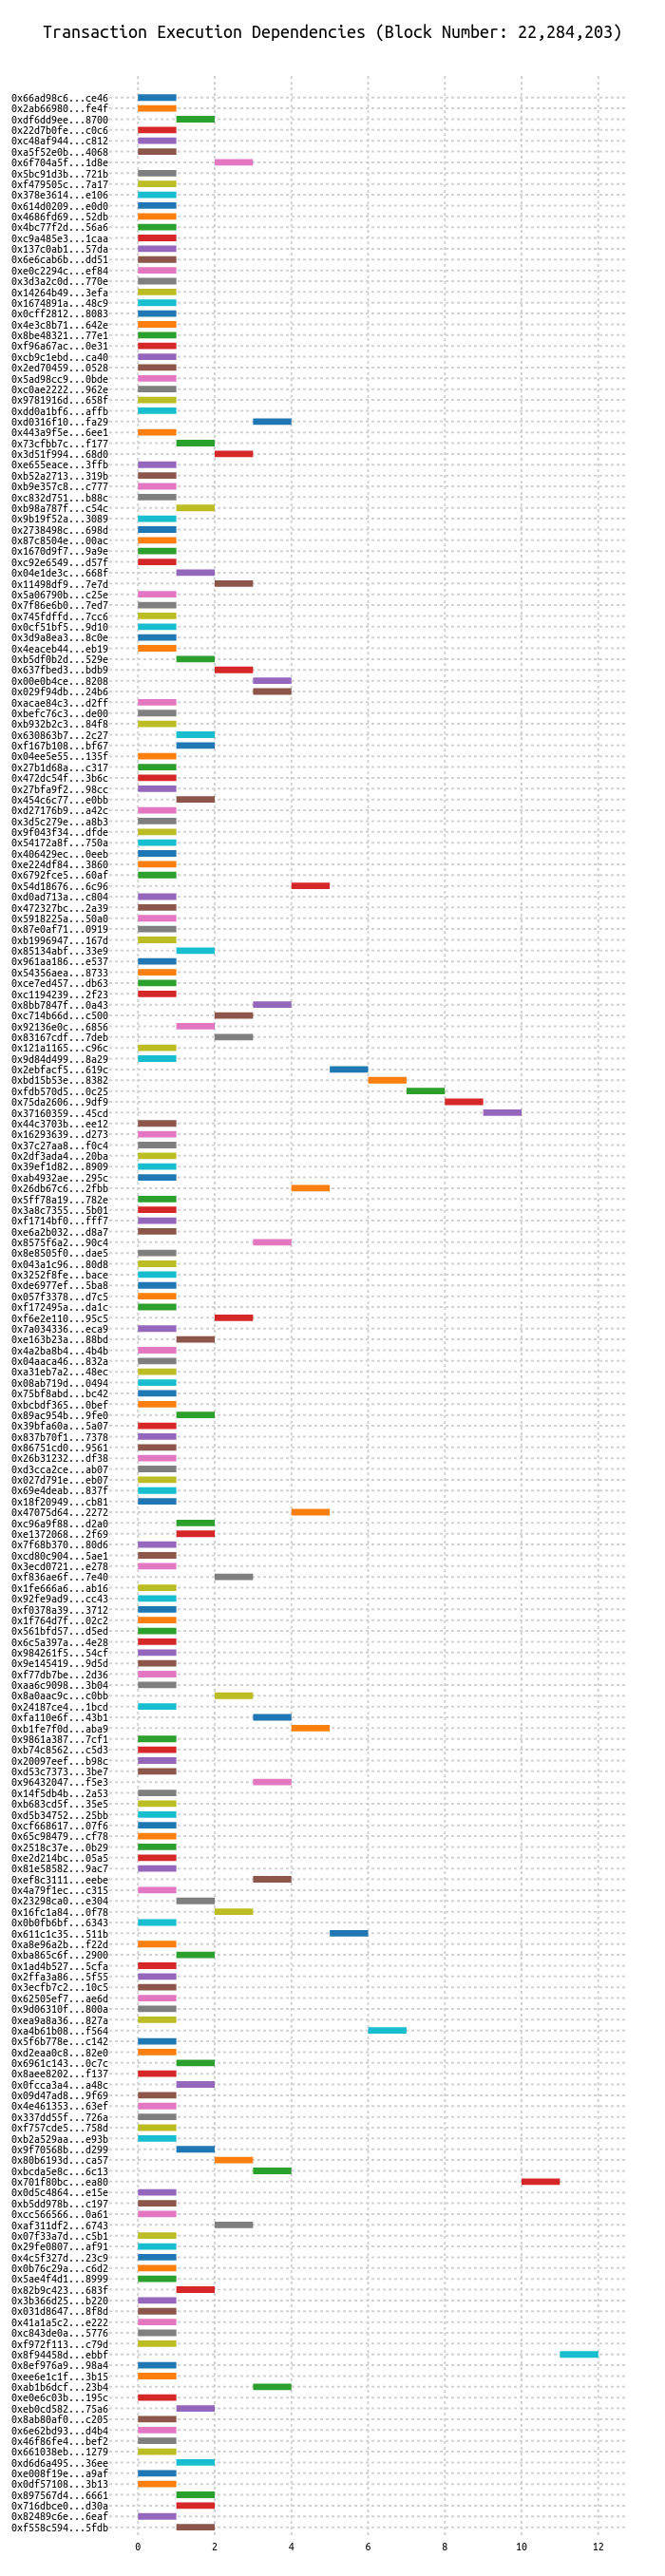 Transaction Execution Dependencies (Block Number: 22,284,203)
0x66ad98c6...ce46
0x2ab66980...fe4f
0xdf6dd9ee...8700
0x22d7b0fe...c0c6
0xc48af944...c812
0xa5f52e0b...4068
0x6f704a5f...1d8e
0x5bc91d3b...721b
0xf479505c...7a17
0x378e3614...e106
0x614d0209...e0d0
0x4686fd69...52db
0x4bc77f2d...56a6
0xc9a485e3...1caa
0x137c0ab1...57da
0x6e6cab6b...dd51
0xe0c2294c...ef84
0x3d3a2c0d...770e
0x14264b49...3efa
0x1674891a...48c9
0x0cff2812...8083
0x4e3c8b71...642e
0x8be48321...77e1
0xf96a67ac...0e31
0xcb9c1ebd...ca40
0x2ed70459...0528
0x5ad98cc9...0bde
0xc0ae2222...962e
0x9781916d...658f
0xdd0a1bf6...affb
0xd0316f10...fa29
0x443a9f5e...6ee1
0x73cfbb7c...f177
0x3d51f994...68d0
0xe655eace...3ffb
0xb52a2713...319b
0xb9e357c8...c777
0xc832d751...b88c
0xb98a787f...c54c
0x9b19f52a...3089
0x2738498c...698d
0x87c8504e...00ac
0x1670d9f7...9a9e
0xc92e6549...d57f
0x04e1de3c...668f
0x11498df9...7e7d
0x5a06790b...c25e
0x7f86e6b0...7ed7
0x745fdffd...7cc6
0x0cf51bf5...9d10
0x3d9a8ea3...8c0e
0x4eaceb44...eb19
0xb5df0b2d...529e
0x637fbed3...bdb9
0x00e0b4ce...8208
0x029f94db...24b6
0xacae84c3...d2ff
0xbefc76c3...de00
0xb932b2c3...84f8
0x630863b7...2c27
0xf167b108...bf67
0x04ee5e55...135f
0x27b1d68a...c317
0x472dc54f...3b6c
0x27bfa9f2...98cc
0x454c6c77...e0bb
0xd27176b9...a42c
0x3d5c279e...a8b3
0x9f043f34...dfde
0x54172a8f...750a
0x406429ec...0eeb
0xe224df84...3860
0x6792fce5...60af
0x54d18676...6c96
0xd0ad713a...c804
0x472327bc...2a39
0x5918225a...50a0
0x87e0af71...0919
0xb1996947...167d
0x85134abf...33e9
0x961aa186...e537
0x54356aea...8733
0xce7ed457...db63
0xc1194239...2f23
0x8bb7847f...0a43
0xc714b66d...c500
0x92136e0c...6856
0x83167cdf...7deb
0x121a1165...c96c
0x9d84d499...8a29
0x2ebfacf5...619c
0xbd15b53e...8382
0xfdb570d5...0c25
0x75da2606...9df9
0x37160359...45cd
0x44c3703b...ee12
0x16293639...d273
0x37c27aa8...f0c4
0x2df3ada4...20ba
0x39ef1d82...8909
0xab4932ae...295c
0x26db67c6...2fbb
0x5ff78a19...782e
0x3a8c7355...5b01
0xf1714bf0...fff7
0xe6a2b032...d8a7
0x8575f6a2...90c4
0x8e8505f0...dae5
0x043a1c96...80d8
0x3252f8fe...bace
0xde6977ef...5ba8
0x057f3378...d7c5
0xf172495a...da1c
0xf6e2e110...95c5
0x7a034336...eca9
0xe163b23a...88bd
0x4a2ba8b4...4b4b
0x04aaca46...832a
0xa31eb7a2...48ec
0x08ab719d...0494
0x75bf8abd...bc42
0xbcbdf365...0bef
0x89ac954b...9fe0
0x39bfa60a...5a07
0x837b70f1...7378
0x86751cd0...9561
0x26b31232...df38
0xd3cca2ce...ab07
0x027d791e...eb07
0x69e4deab...837f
0x18f20949...cb81
0x47075d64...2272
0xc96a9f88...d2a0
0xe1372068...2f69
0x7f68b370...80d6
0xcd80c904...5ae1
0x3ecd0721...e278
0xf836ae6f...7e40
0x1fe666a6...ab16
0x92fe9ad9...cc43
0xf0378a39...3712
0x1f764d7f...02c2
0x561bfd57...d5ed
0x6c5a397a...4e28
0x984261f5...54cf
0x9e145419...9d5d
0xf77db7be...2d36
0xaa6c9098...3b04
0x8a0aac9c...c0bb
0x24187ce4...1bcd
0xfa110e6f...43b1
0xb1fe7f0d...aba9
0x9861a387...7cf1
0xb74c8562...c5d3
0x20097eef...b98c
0xd53c7373...3be7
0x96432047...f5e3
0x14f5db4b...2a53
0xb683cd5f...35e5
0xd5b34752...25bb
0xcf668617...07f6
0x65c98479...cf78
0x2518c37e...0b29
0xe2d214bc...05a5
0x81e58582...9ac7
0xef8c3111...eebe
0x4a79f1ec...c315
0x23298ca0...e304
0x16fc1a84...0f78
0x0b0fb6bf...6343
0x611c1c35...511b
0xa8e96a2b...f22d
0xba865c6f...2900
0x1ad4b527...5cfa
0x2ffa3a86...5f55
0x3ecfb7c2...10c5
0x62505ef7...ae6d
0x9d06310f...800a
0xea9a8a36...827a
0xa4b61b08...f564
0x5f6b778e...c142
0xd2eaa0c8...82e0
0x6961c143...0c7c
0x8aee8202...f137
0x0fcca3a4...a48c
0x09d47ad8...9f69
0x4e461353...63ef
0x337dd55f...726a
0xf757cde5...758d
0xb2a529aa...e93b
0x9f70568b...d299
0x80b6193d...ca57
0xbcda5e8c...6c13
0x701f80bc...ea80
0x0d5c4864...e15e
0xb5dd978b...c197
0xcc566566...0a61
0xaf311df2...6743
0x07f33a7d...c5b1
0x29fe0807...af91
0x4c5f327d...23c9
0x0b76c29a...c6d2
0x5ae4f4d1...8999
0x82b9c423...683f
0x3b366d25...b220
0x031d8647...8f8d
0x41a1a5c2...e222
0xc843de0a...5776
0xf972f113...c79d
0x8f94458d...ebbf
0x8ef976a9...98a4
0xee6e1c1f...3b15
0xab1b6dcf...23b4
0xe0e6c03b...195c
0xeb0cd582...75a6
0x8ab80af0...c205
0x6e62bd93...d4b4
0x46f86fe4...bef2
0x661038eb...1279
0xd6d6a495...36ee
0xe008f19e...a9af
0x0df57108...3b13
0x897567d4...6661
0x716dbce0...d30a
0x82489c6e...6eaf
0xf558c594...5fdb
0 2 4 6 8 10 12